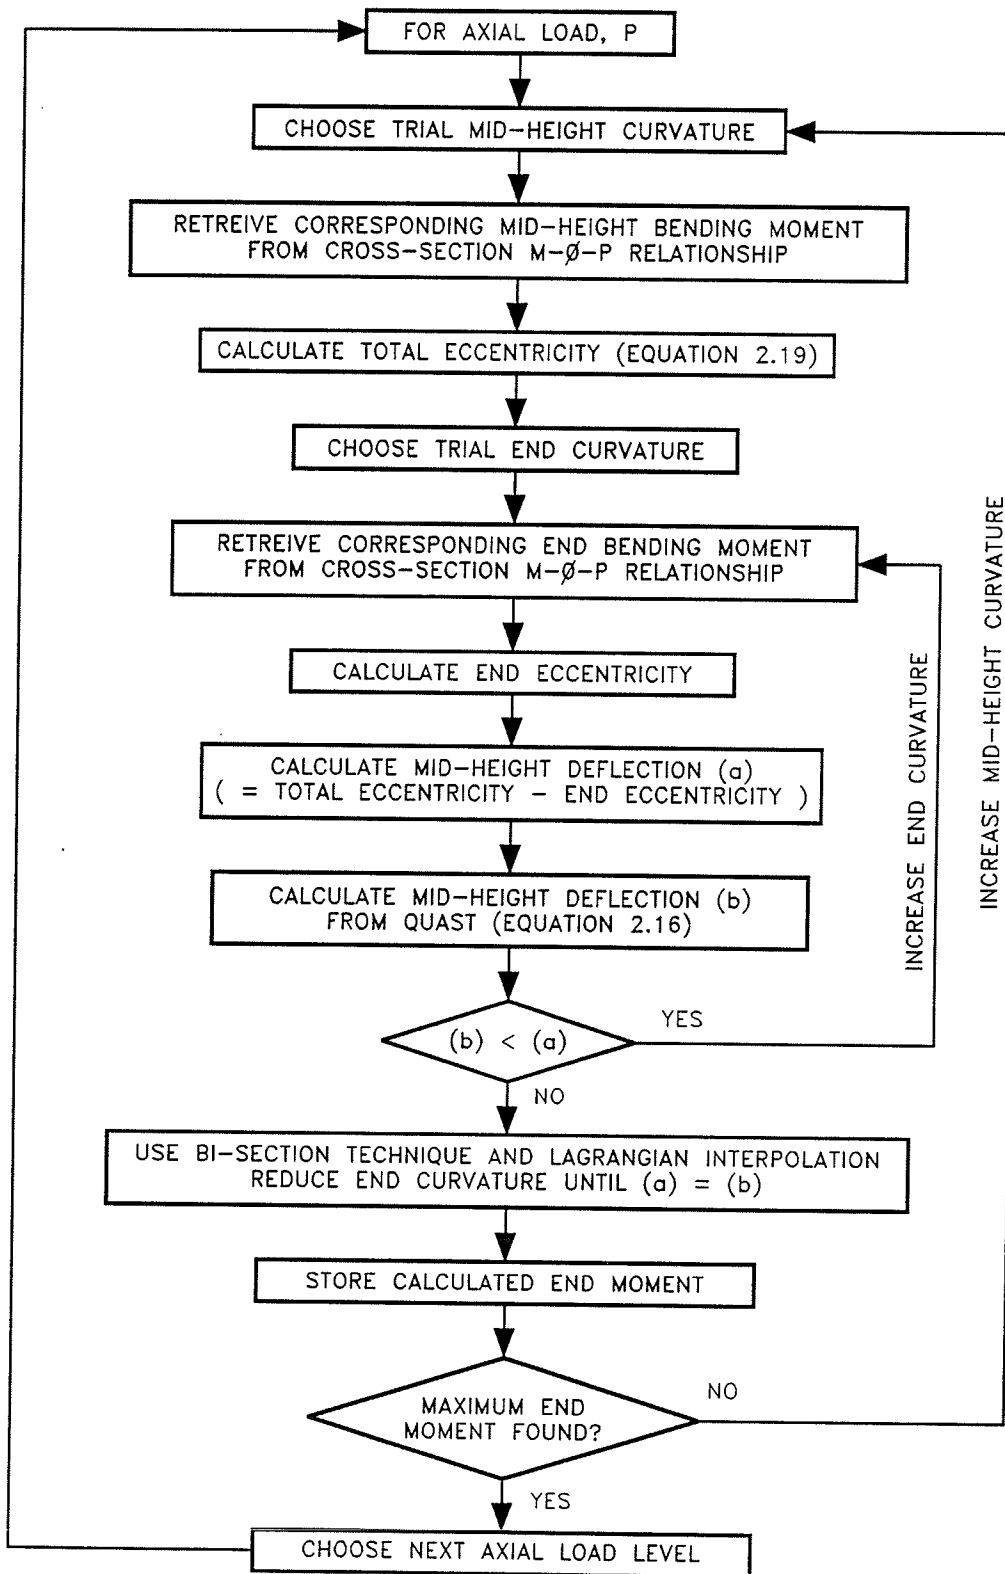 FOR AXIAL LOAD, P
CHOOSE TRIAL MID-HEIGHT CURVATURE
RETREIVE CORRESPONDING MID-HEIGHT BENDING MOMENT
FROM CROSS-SECTION M-Ø-P RELATIONSHIP
CALCULATE TOTAL ECCENTRICITY (EQUATION 2.19)
CHOOSE TRIAL END CURVATURE
RETREIVE CORRESPONDING END BENDING MOMENT
FROM CROSS-SECTION M-Ø-P RELATIONSHIP
CALCULATE END ECCENTRICITY
CALCULATE MID-HEIGHT DEFLECTION (a)
( = TOTAL ECCENTRICITY - END ECCENTRICITY )
CALCULATE MID-HEIGHT DEFLECTION (b)
FROM QUAST (EQUATION 2.16)
(b) < (a)
YES
INCREASE END CURVATURE
NO
USE BI-SECTION TECHNIQUE AND LAGRANGIAN INTERPOLATION
REDUCE END CURVATURE UNTIL (a) = (b)
STORE CALCULATED END MOMENT
MAXIMUM END
MOMENT FOUND?
NO
INCREASE MID-HEIGHT CURVATURE
YES
CHOOSE NEXT AXIAL LOAD LEVEL